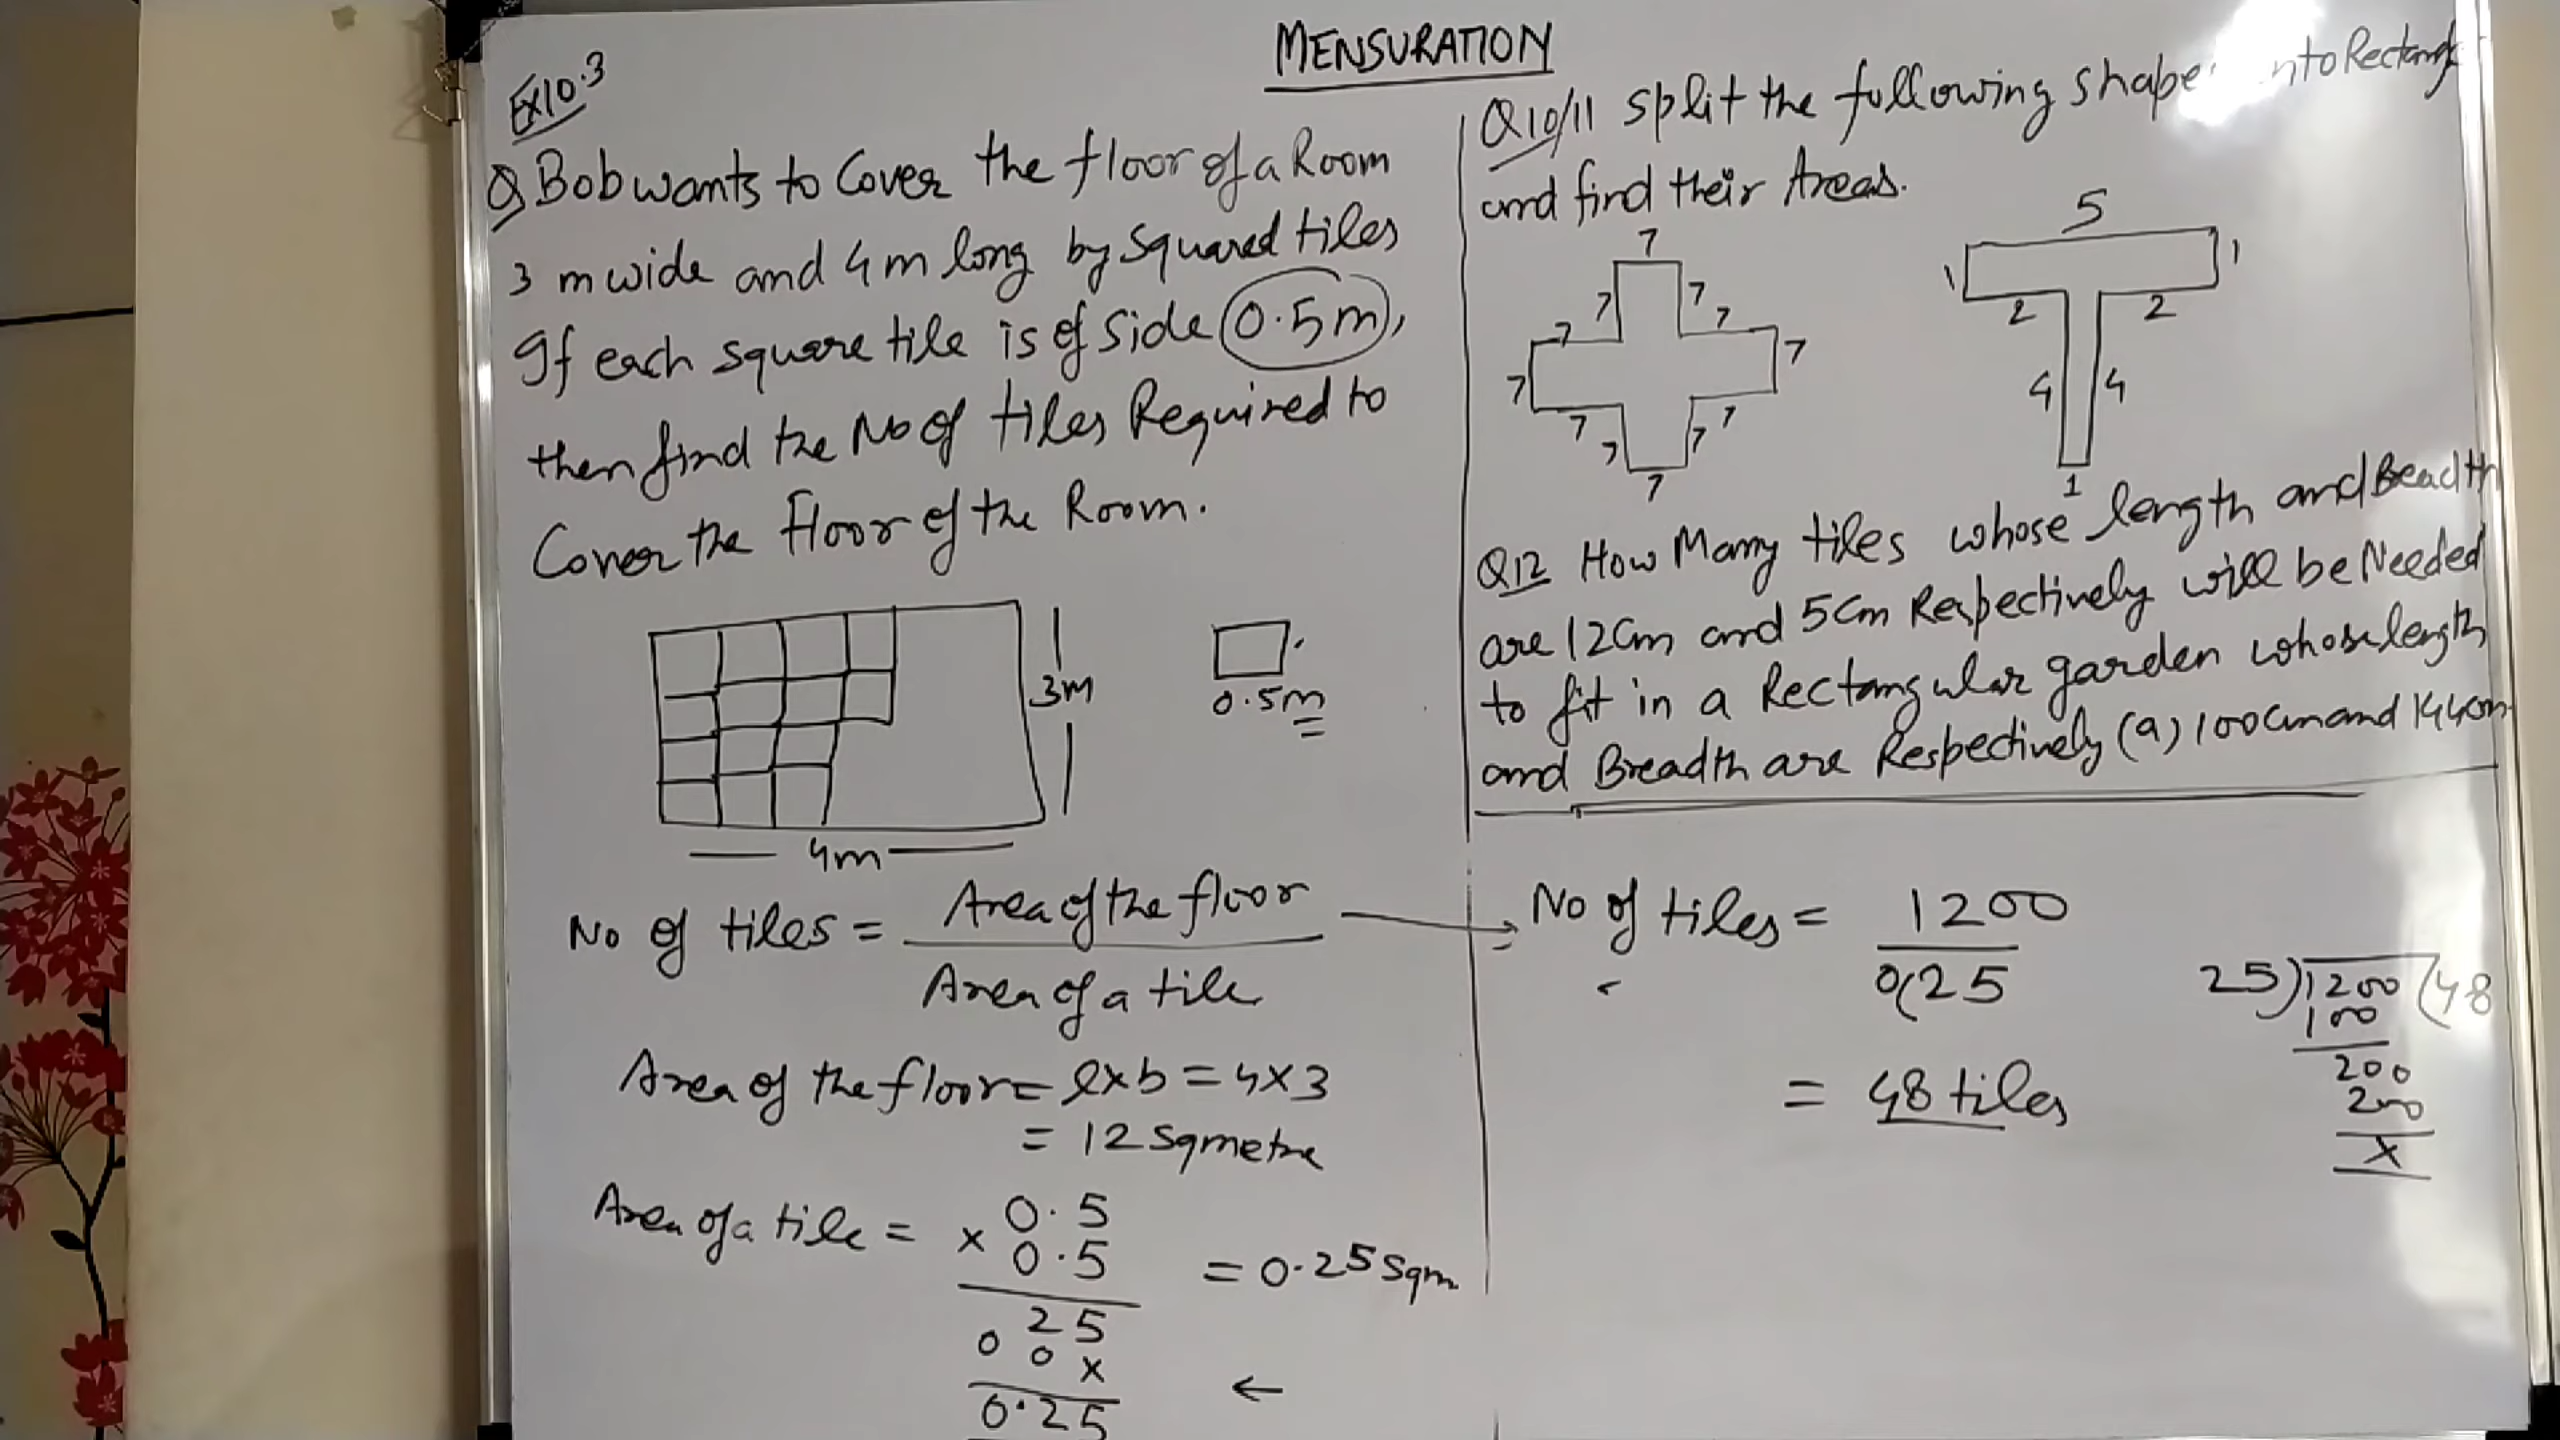 MENSURATION
Ex10.3
Q Bob wants to Cover the floor of a Room
3 m wide and 4 m long by Squared tiles
If each square tile is of Side 0.5m,
then find the No of tiles Required to
Cover the Floor of the Room.
3m
0.5m
4m
No of tiles = Area of the floor
Area of a tile
Area of the floor = l×b = 4×3
= 12 Sqmetre
Area of a tile = 0.5
× 0.5
= 0.25 Sqm
0 25
0 0 ×
0.25
←
Q10/11 Split the following shape nto Rectang
and find their Areas.
7
7 7
7 7
7 7
7 7
7 7
7
5
1 1
2 2
4 4
1
Q12 How Many tiles whose length and Beadth
are 12cm and 5cm Respectively will be Needed
to fit in a Rectangular garden whose length
and Breadth are Respectively (a) 100cm and 144cm
No of tiles = 1200
025
= 48 tiles
25)1200(48
100
200
200
×